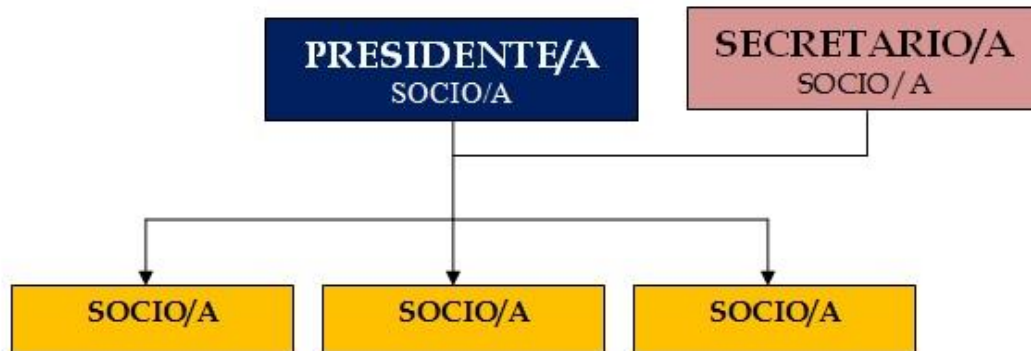 PRESIDENTE/A
SOCIO/A
SECRETARIO/A
SOCIO / A
SOCIO/A
SOCIO/A
SOCIO/A